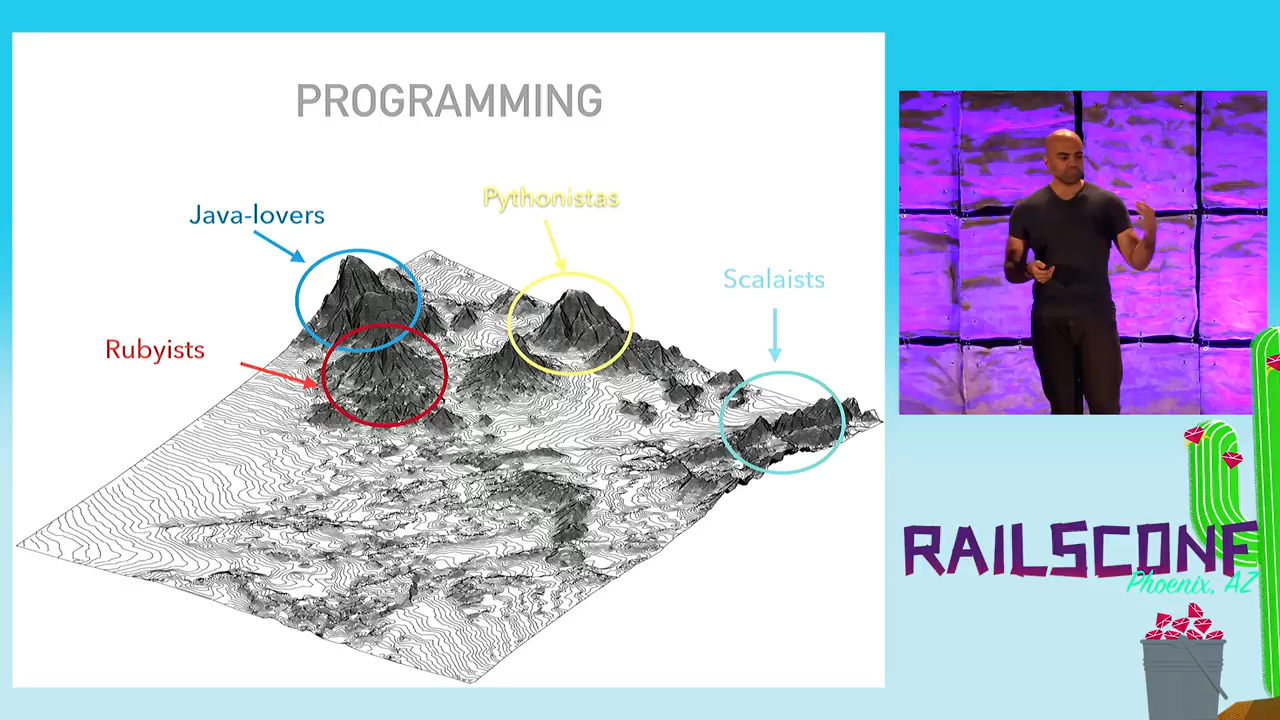 PROGRAMMING
Pythonistas
Java-lovers
Scalaists
Rubyists
RAILSCONF
Phoenix, AZ